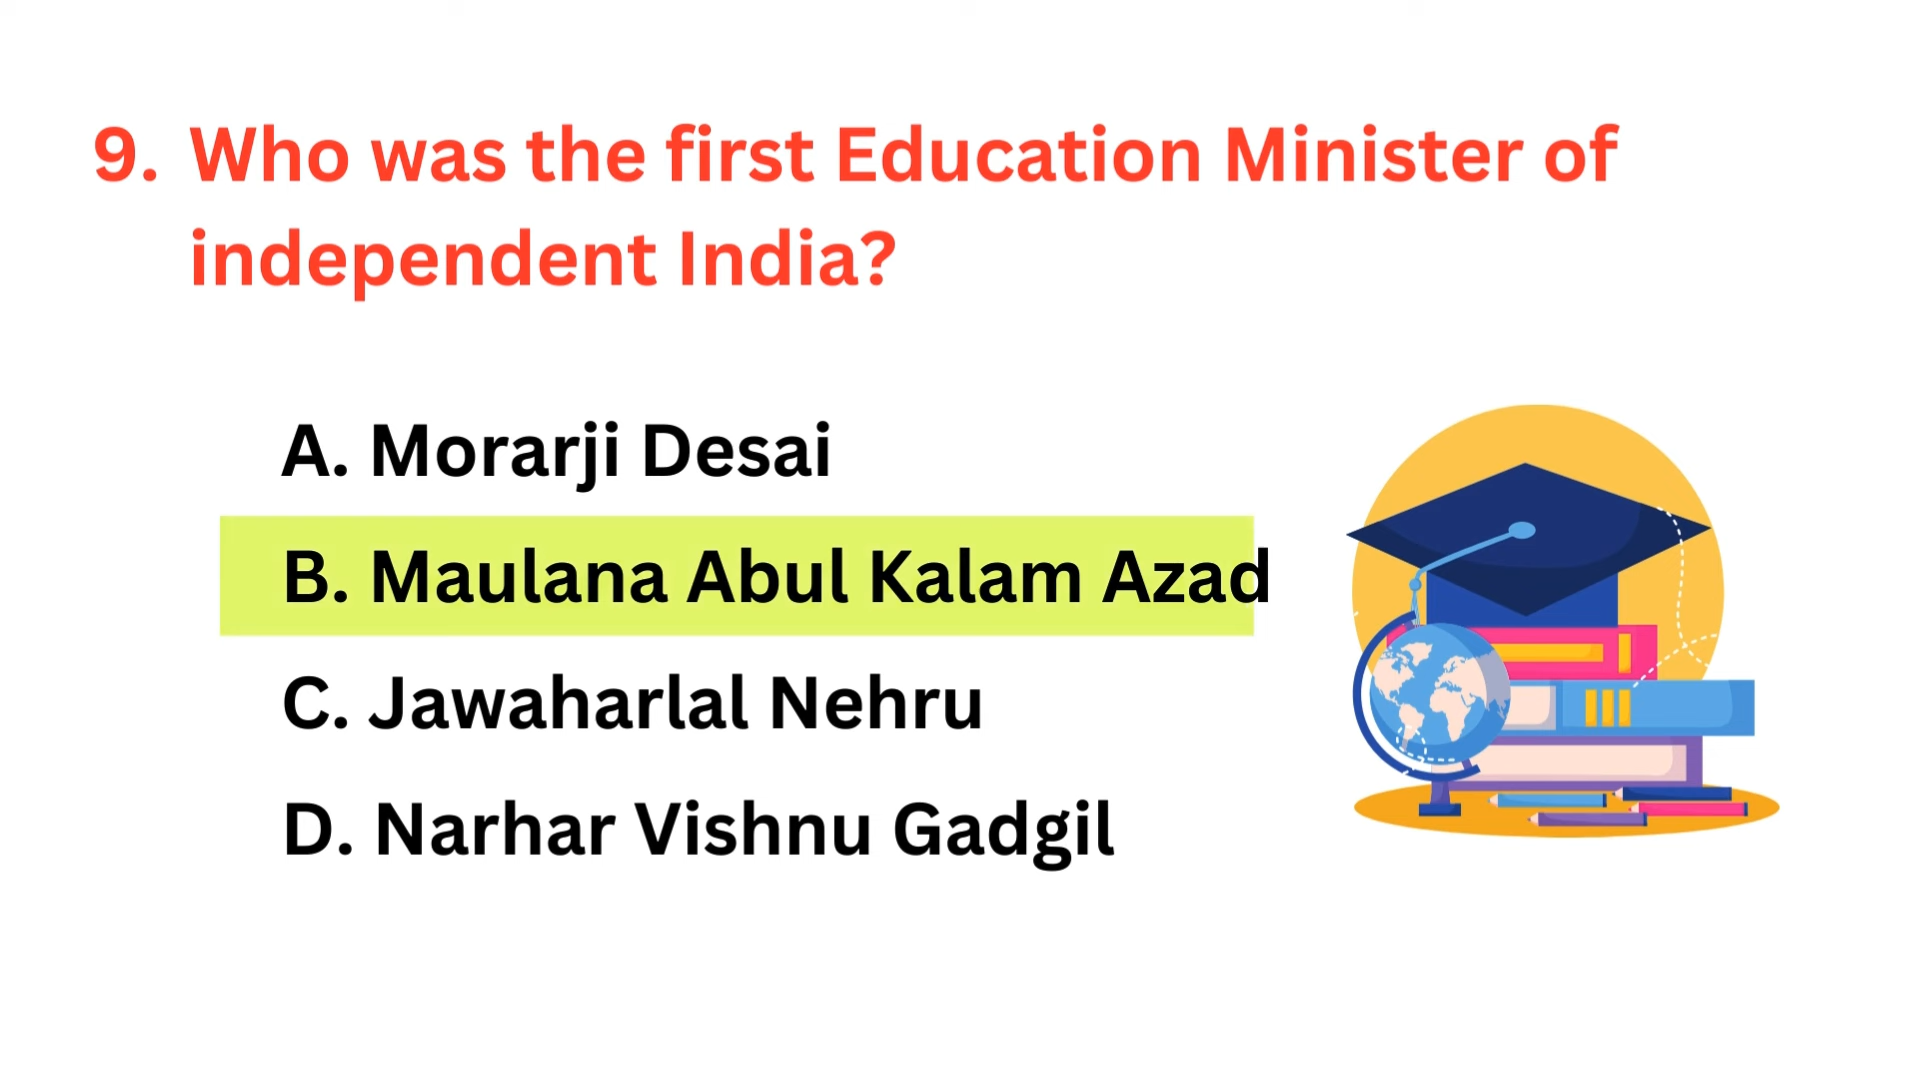 9. Who was the first Education Minister of
independent India?
A. Morarji Desai
B. Maulana Abul Kalam Azad
C. Jawaharlal Nehru
D. Narhar Vishnu Gadgil